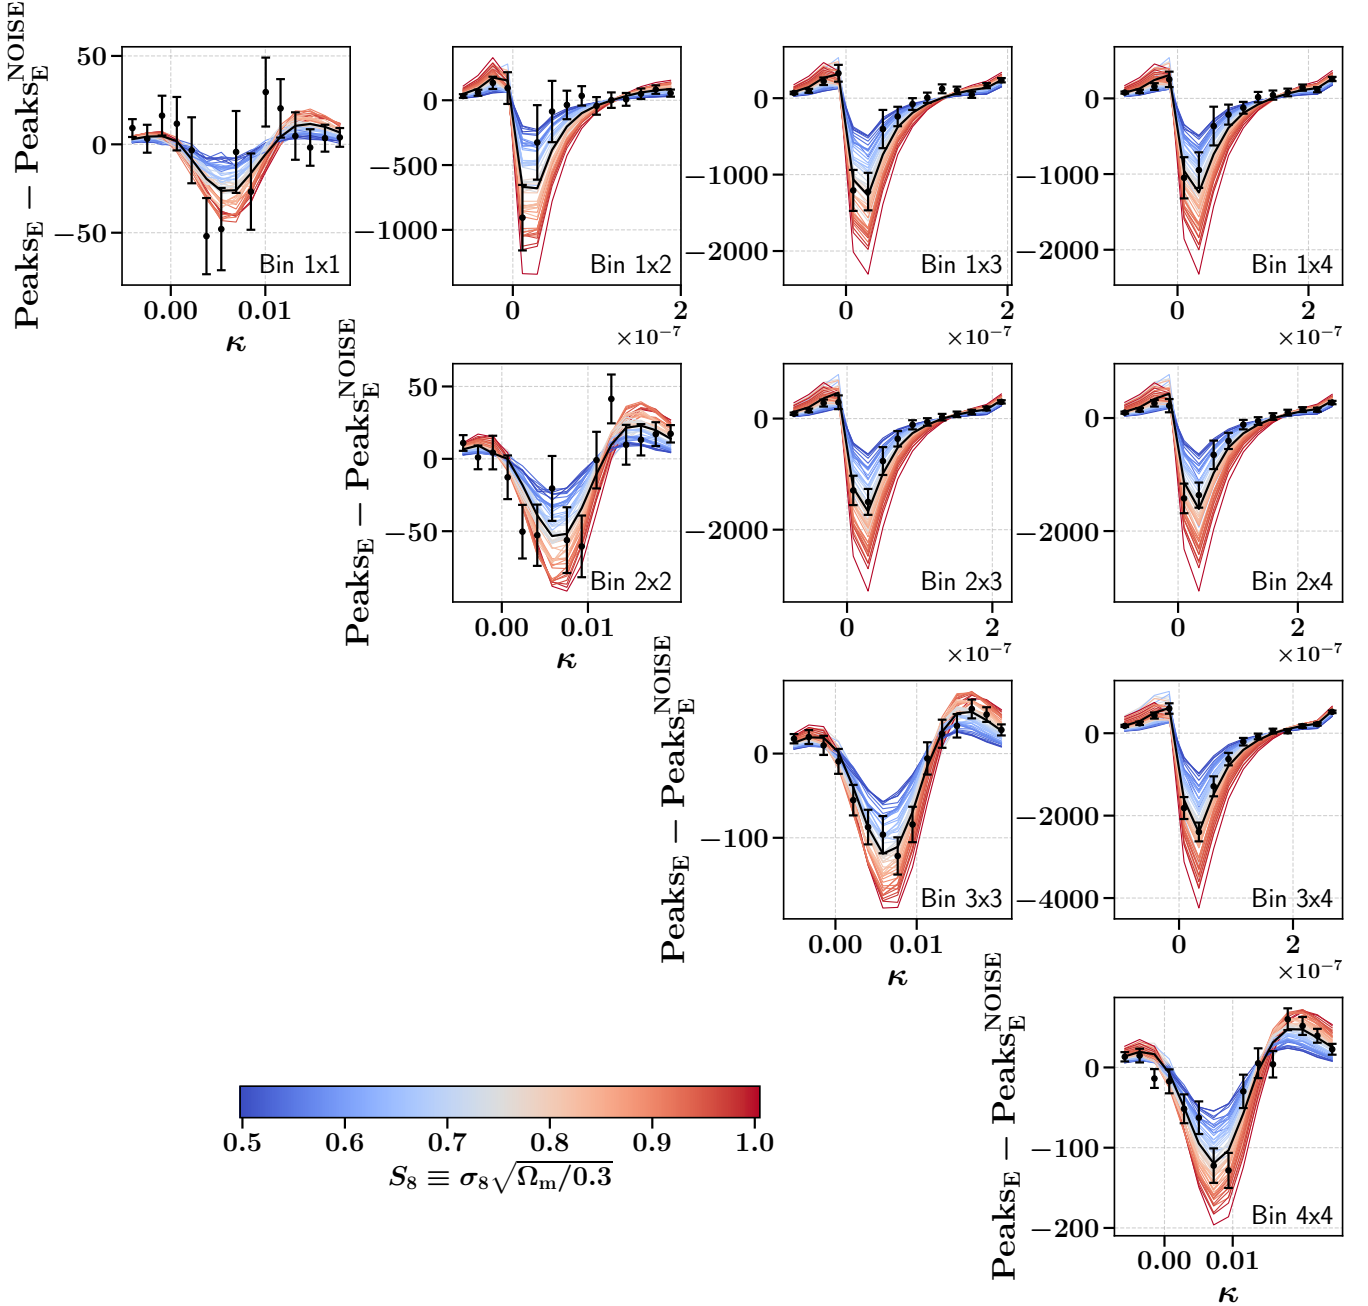 Peaks_E − Peaks_E^NOISE
50
0
−50
Bin 1x1
0.00 0.01
κ
0
−500
−1000
Bin 1x2
0 2
×10⁻⁷
0
−1000
−2000
Bin 1x3
0 2
×10⁻⁷
0
−1000
−2000
Bin 1x4
0 2
×10⁻⁷
Peaks_E − Peaks_E^NOISE
50
0
−50
Bin 2x2
0.00 0.01
κ
0
−2000
Bin 2x3
0 2
×10⁻⁷
0
−2000
Bin 2x4
0 2
×10⁻⁷
Peaks_E − Peaks_E^NOISE
0
−100
Bin 3x3
0.00 0.01
κ
0
−2000
−4000
Bin 3x4
0 2
×10⁻⁷
Peaks_E − Peaks_E^NOISE
0
−100
−200
Bin 4x4
0.00 0.01
κ
0.5 0.6 0.7 0.8 0.9 1.0
S₈ ≡ σ₈√(Ω_m/0.3)